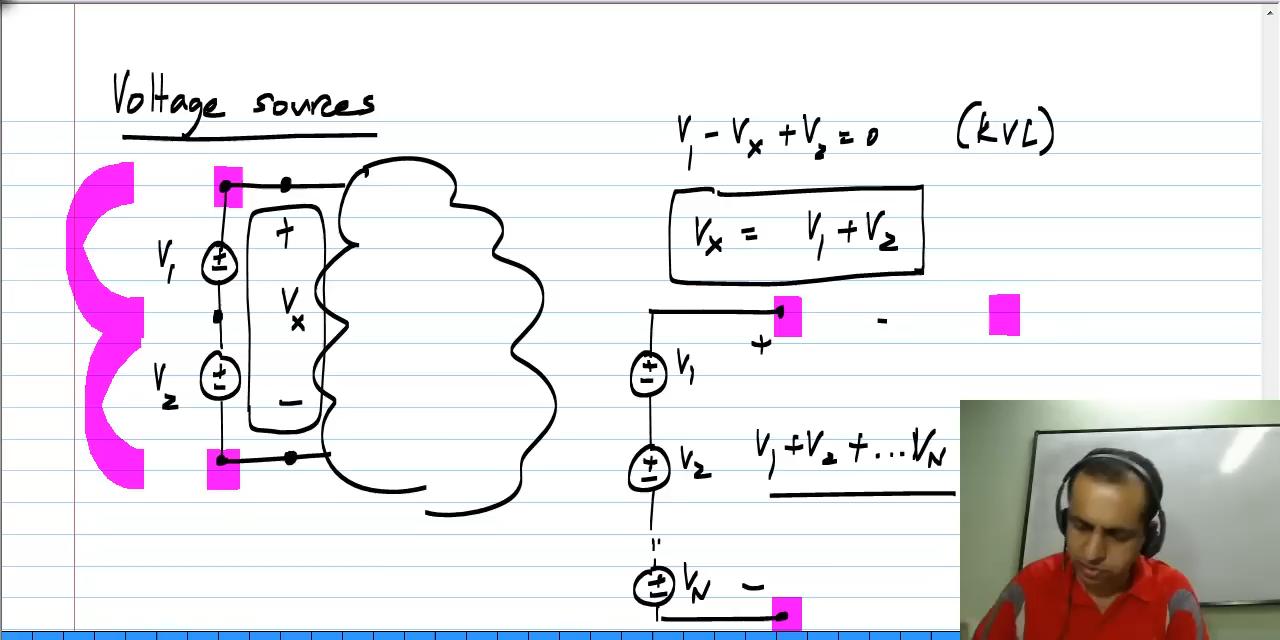 Voltage sources
V1 - Vx + V2 = 0 (KVL)
Vx = V1 + V2
V1
+
Vx
V2
-
+ -
V1
V2
V1 + V2 + ... VN
VN -